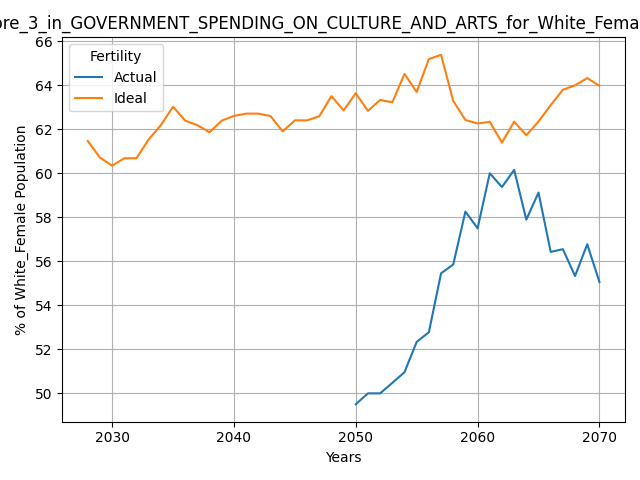 ore_3_in_GOVERNMENT_SPENDING_ON_CULTURE_AND_ARTS_for_White_Fema
Fertility
Actual
Ideal
66
64
62
60
58
56
54
52
50
% of White_Female Population
2030 2040 2050 2060 2070
Years